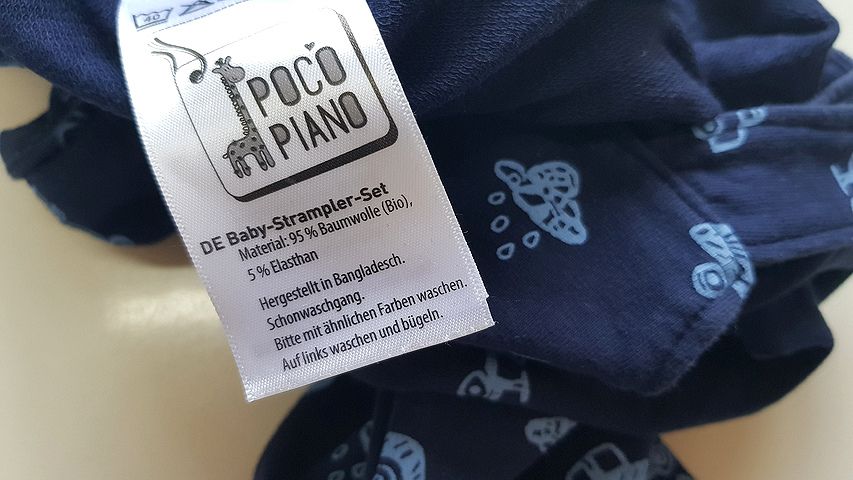 40
POCO
PIANO
DE Baby-Strampler-Set
Material: 95 % Baumwolle (Bio),
5 % Elasthan
Hergestellt in Bangladesch.
Schonwaschgang.
Bitte mit ähnlichen Farben waschen.
Auf links waschen und bügeln.